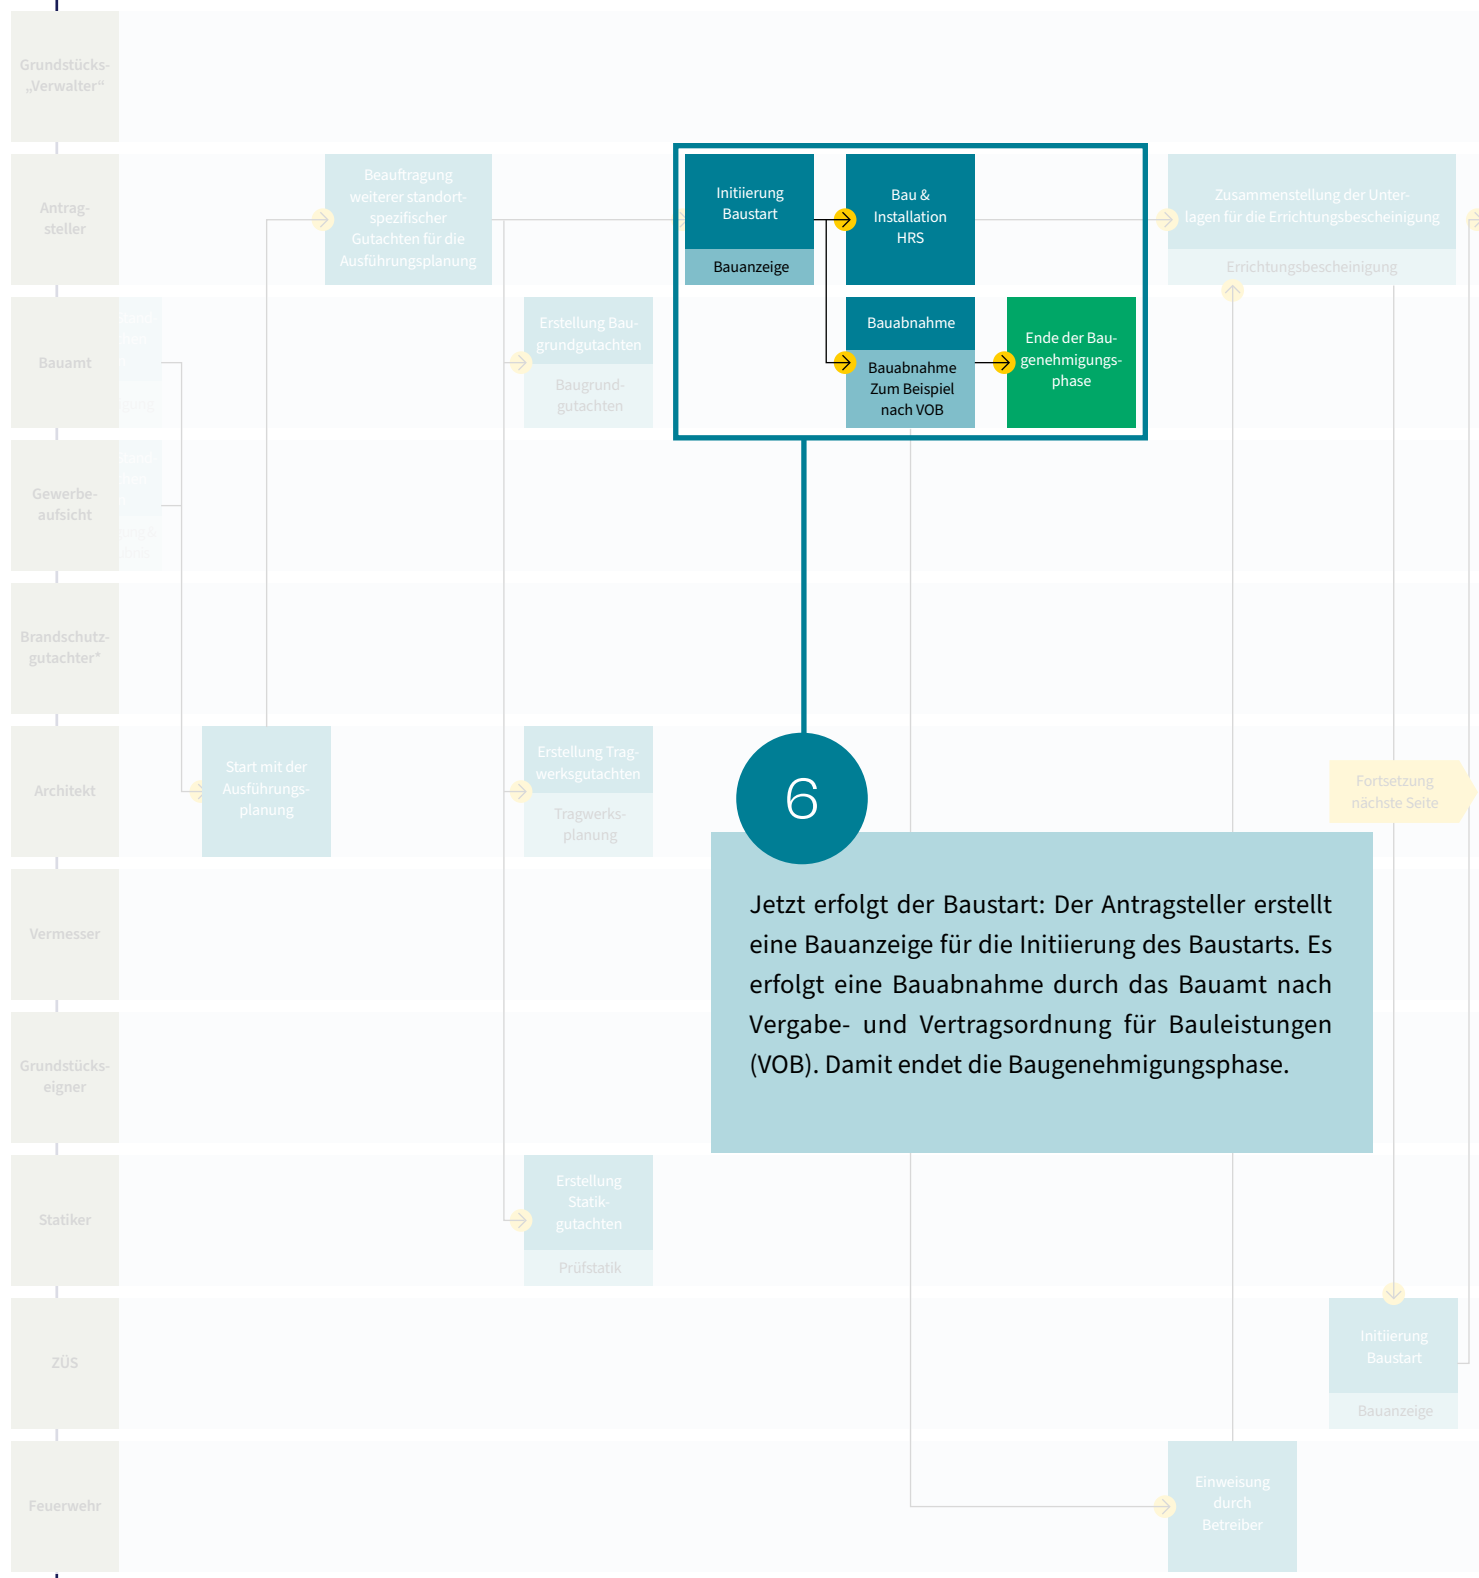 Grundstücks-
„Verwalter“
Antrag-
steller
Beauftragung
weiterer standort-
spezifischer
Gutachten für die
Ausführungsplanung
Initiierung
Baustart
Bauanzeige
Bau &
Installation
HRS
Zusammenstellung der Unter-
lagen für die Errichtungsbescheinigung
Errichtungsbescheinigung
Bauamt
Erstellung Bau-
grundgutachten
Baugrund-
gutachten
Bauabnahme
Bauabnahme
Zum Beispiel
nach VOB
Ende der Bau-
genehmigungs-
phase
Gewerbe-
aufsicht
Brandschutz-
gutachter*
Architekt
Start mit der
Ausführungs-
planung
Erstellung Trag-
werksgutachten
Tragwerks-
planung
Fortsetzung
nächste Seite
6
Jetzt erfolgt der Baustart: Der Antragsteller erstellt
eine Bauanzeige für die Initiierung des Baustarts. Es
erfolgt eine Bauabnahme durch das Bauamt nach
Vergabe- und Vertragsordnung für Bauleistungen
(VOB). Damit endet die Baugenehmigungsphase.
Vermesser
Grundstücks-
eigner
Statiker
Erstellung
Statik-
gutachten
Prüfstatik
ZÜS
Initiierung
Baustart
Bauanzeige
Feuerwehr
Einweisung
durch
Betreiber